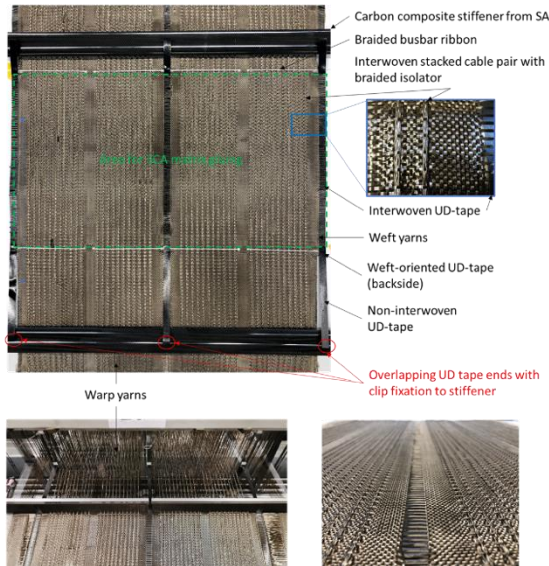 Carbon composite stiffener from SA
Braided busbar ribbon
Interwoven stacked cable pair with
braided isolator
Interwoven UD-tape
Weft yarns
Weft-oriented UD-tape
(backside)
Non-interwoven
UD-tape
Overlapping UD tape ends with
clip fixation to stiffener
Warp yarns